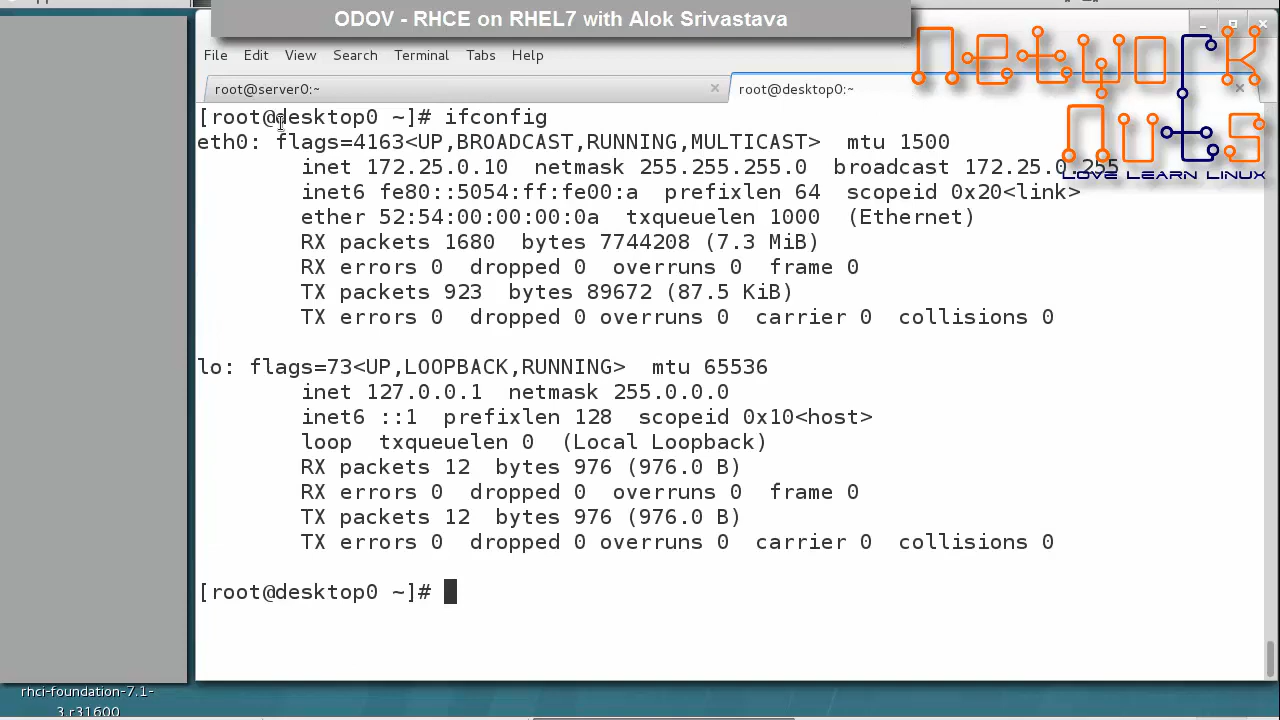 ODOV - RHCE on RHEL7 with Alok Srivastava
File Edit View Search Terminal Tabs Help
root@server0:~ × root@desktop0:~ ×
NETWORK
NUTS
LOVE LEARN LINUX
[root@desktop0 ~]# ifconfig
eth0: flags=4163<UP,BROADCAST,RUNNING,MULTICAST>  mtu 1500
        inet 172.25.0.10  netmask 255.255.255.0  broadcast 172.25.0.255
        inet6 fe80::5054:ff:fe00:a  prefixlen 64  scopeid 0x20<link>
        ether 52:54:00:00:00:0a  txqueuelen 1000  (Ethernet)
        RX packets 1680  bytes 7744208 (7.3 MiB)
        RX errors 0  dropped 0  overruns 0  frame 0
        TX packets 923  bytes 89672 (87.5 KiB)
        TX errors 0  dropped 0 overruns 0  carrier 0  collisions 0
lo: flags=73<UP,LOOPBACK,RUNNING>  mtu 65536
        inet 127.0.0.1  netmask 255.0.0.0
        inet6 ::1  prefixlen 128  scopeid 0x10<host>
        loop  txqueuelen 0  (Local Loopback)
        RX packets 12  bytes 976 (976.0 B)
        RX errors 0  dropped 0  overruns 0  frame 0
        TX packets 12  bytes 976 (976.0 B)
        TX errors 0  dropped 0 overruns 0  carrier 0  collisions 0
[root@desktop0 ~]#
rhci-foundation-7.1-
3.r31600